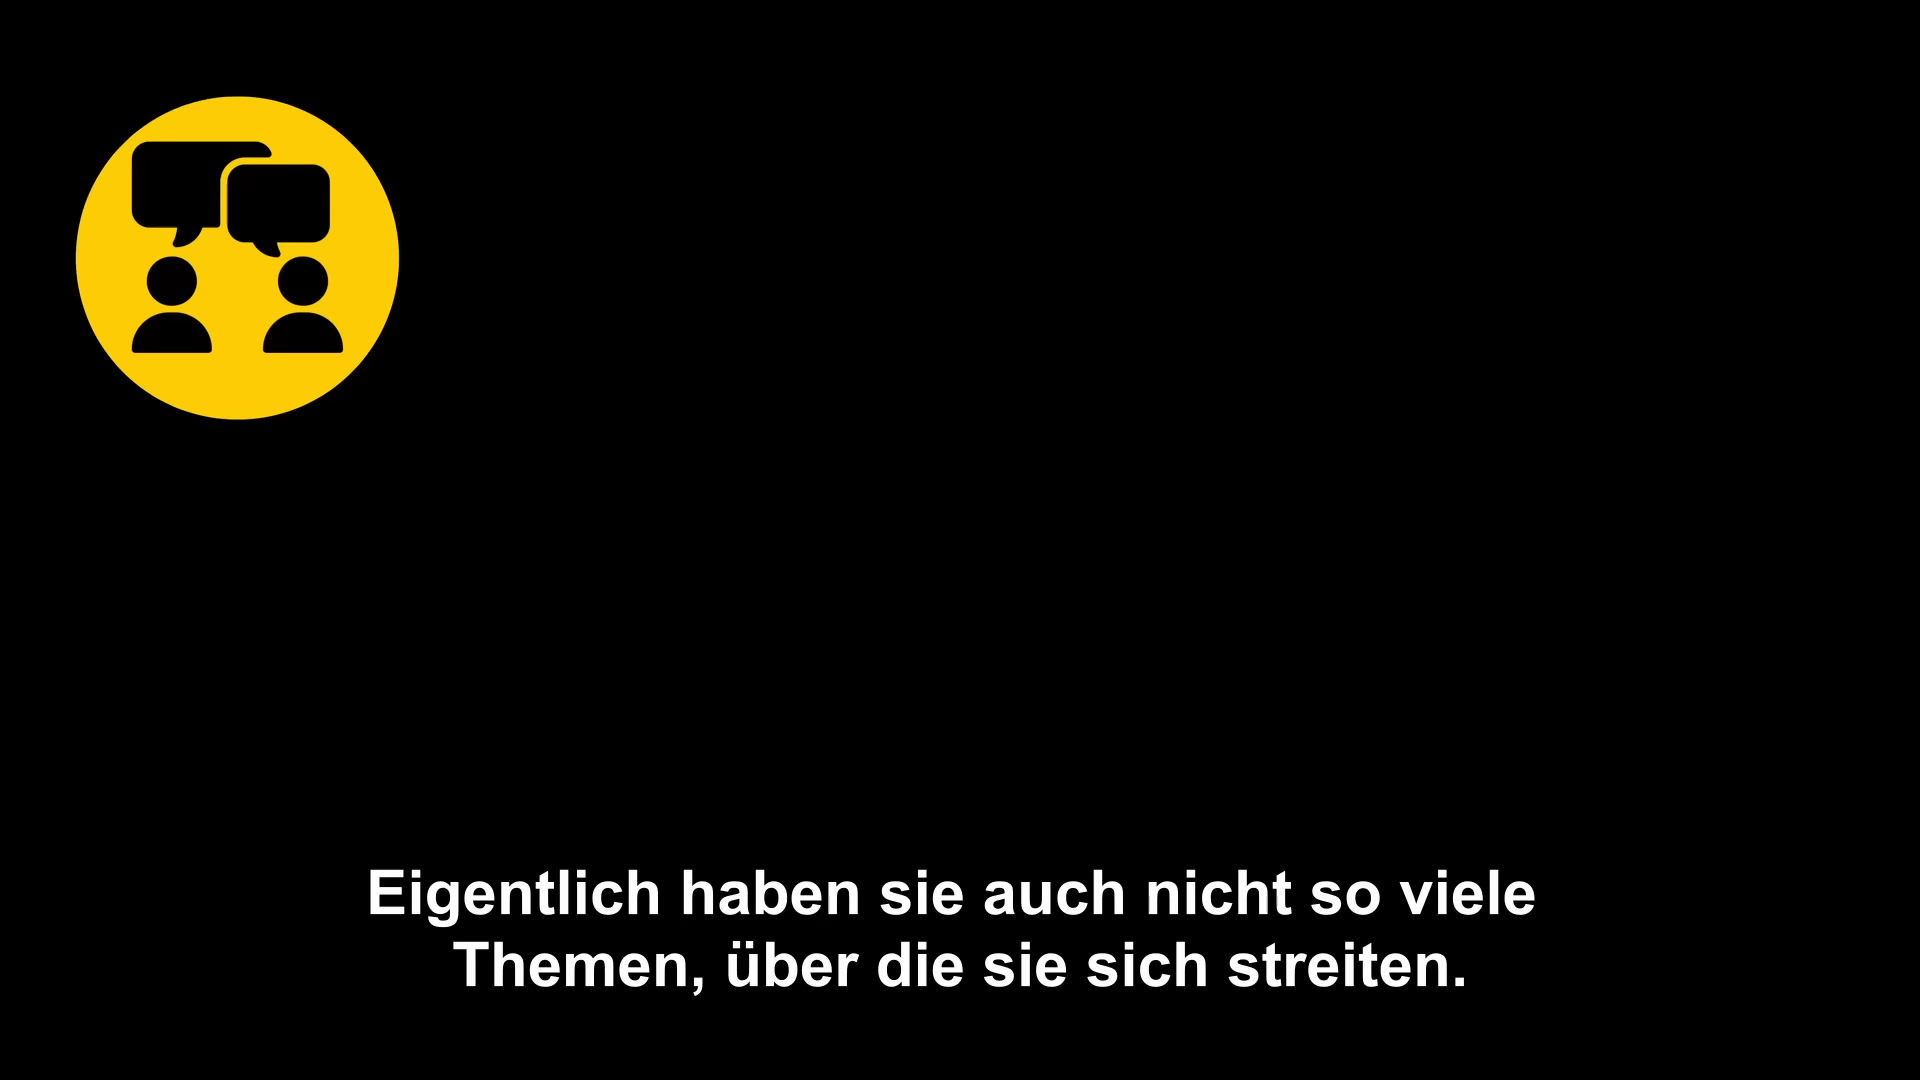 Eigentlich haben sie auch nicht so viele
Themen, über die sie sich streiten.